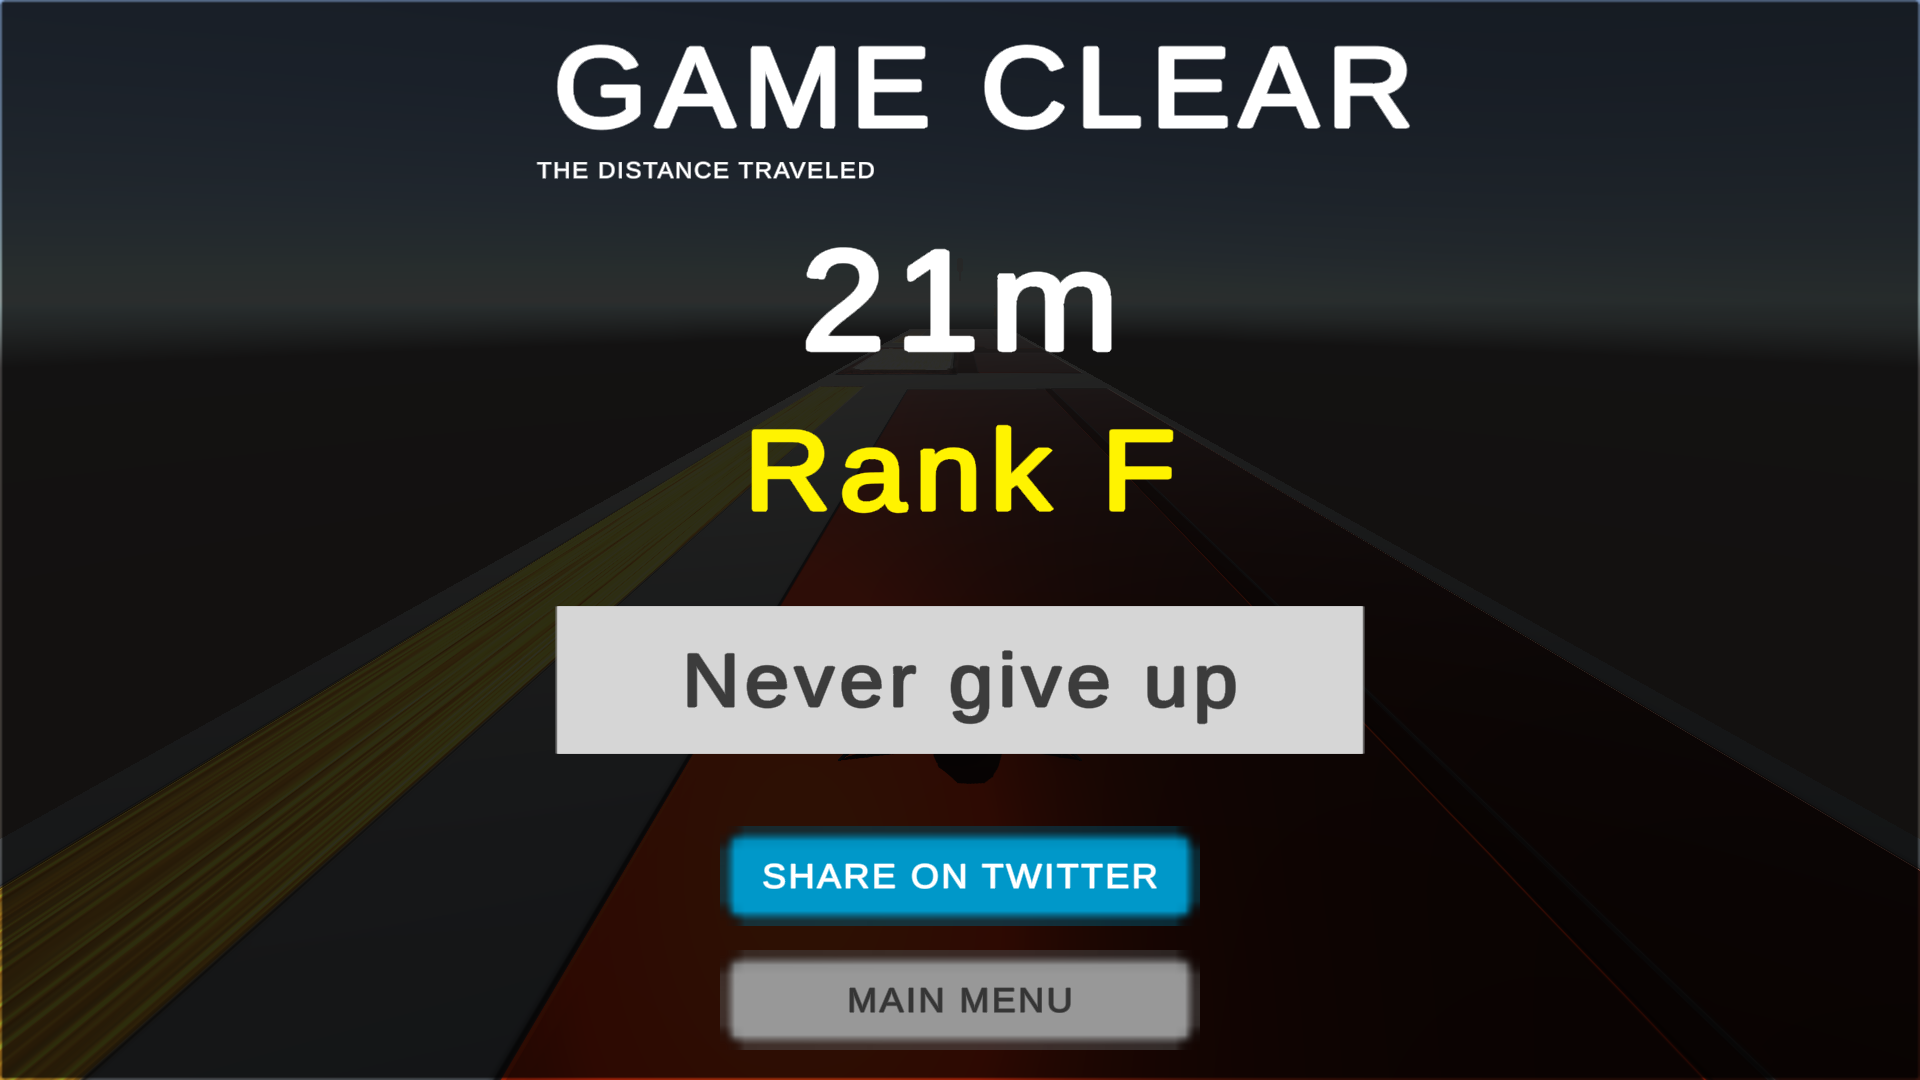 GAME CLEAR
THE DISTANCE TRAVELED
21m
Rank F
Never give up
SHARE ON TWITTER
MAIN MENU